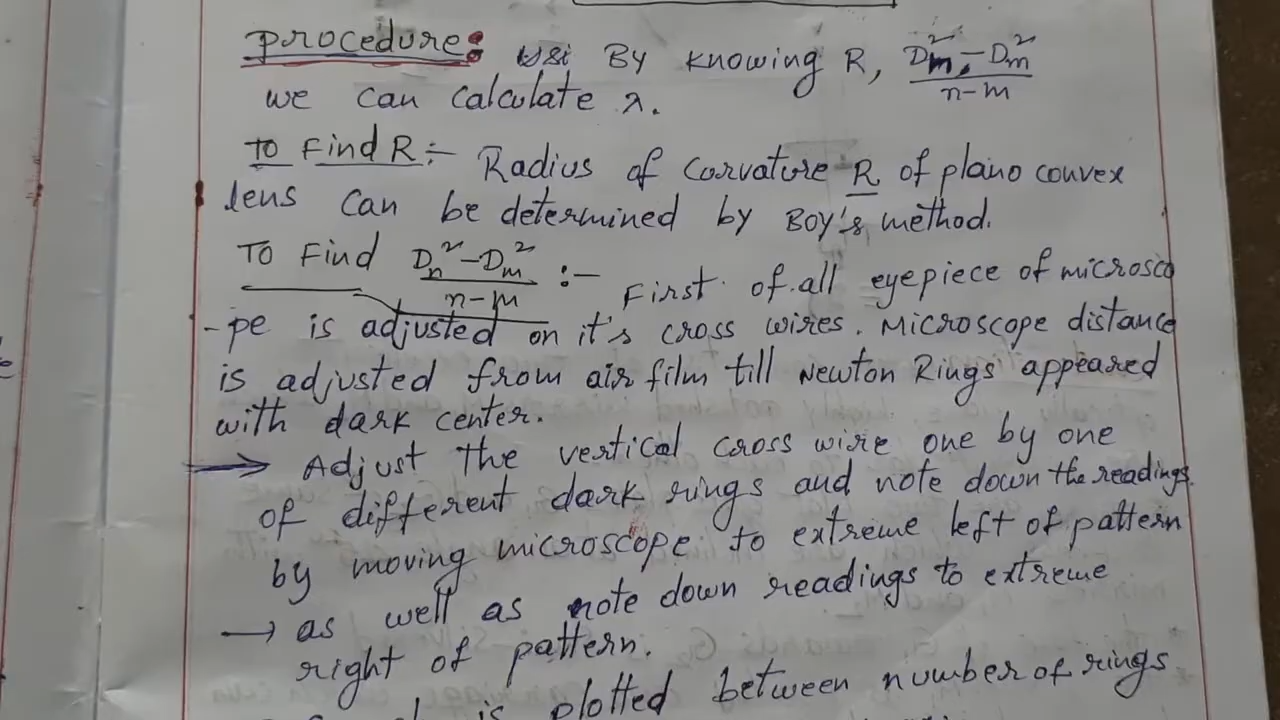 Procedure: By knowing R, Dm² - Dm² / n-m
we can calculate λ.
To Find R:- Radius of Curvature R of plano convex
lens can be determined by Boy's method.
To Find Dn² - Dm² / n-m :- First of all eyepiece of microsco
-pe is adjusted on it's cross wires. Microscope distance
is adjusted from air film till Newton Rings appeared
with dark center.
→ Adjust the vertical cross wire one by one
of different dark rings and note down the readings
by moving microscope to extreme left of pattern
→ as well as note down readings to extreme
right of pattern.
is plotted between number of rings